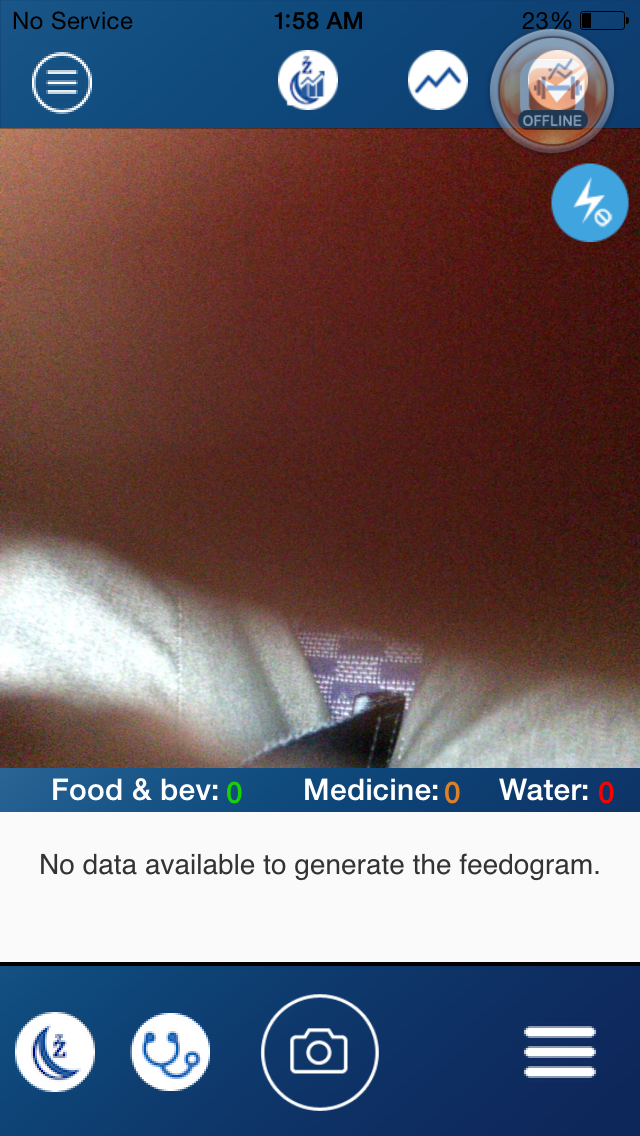 No Service 1:58 AM 23%
OFFLINE
Food & bev: 0 Medicine: 0 Water: 0
No data available to generate the feedogram.